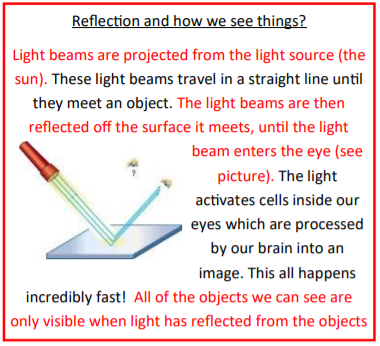 Reflection and how we see things?
Light beams are projected from the light source (the
sun). These light beams travel in a straight line until
they meet an object. The light beams are then
reflected off the surface it meets, until the light
beam enters the eye (see
picture). The light
activates cells inside our
eyes which are processed
by our brain into an
image. This all happens
incredibly fast! All of the objects we can see are
only visible when light has reflected from the objects
?